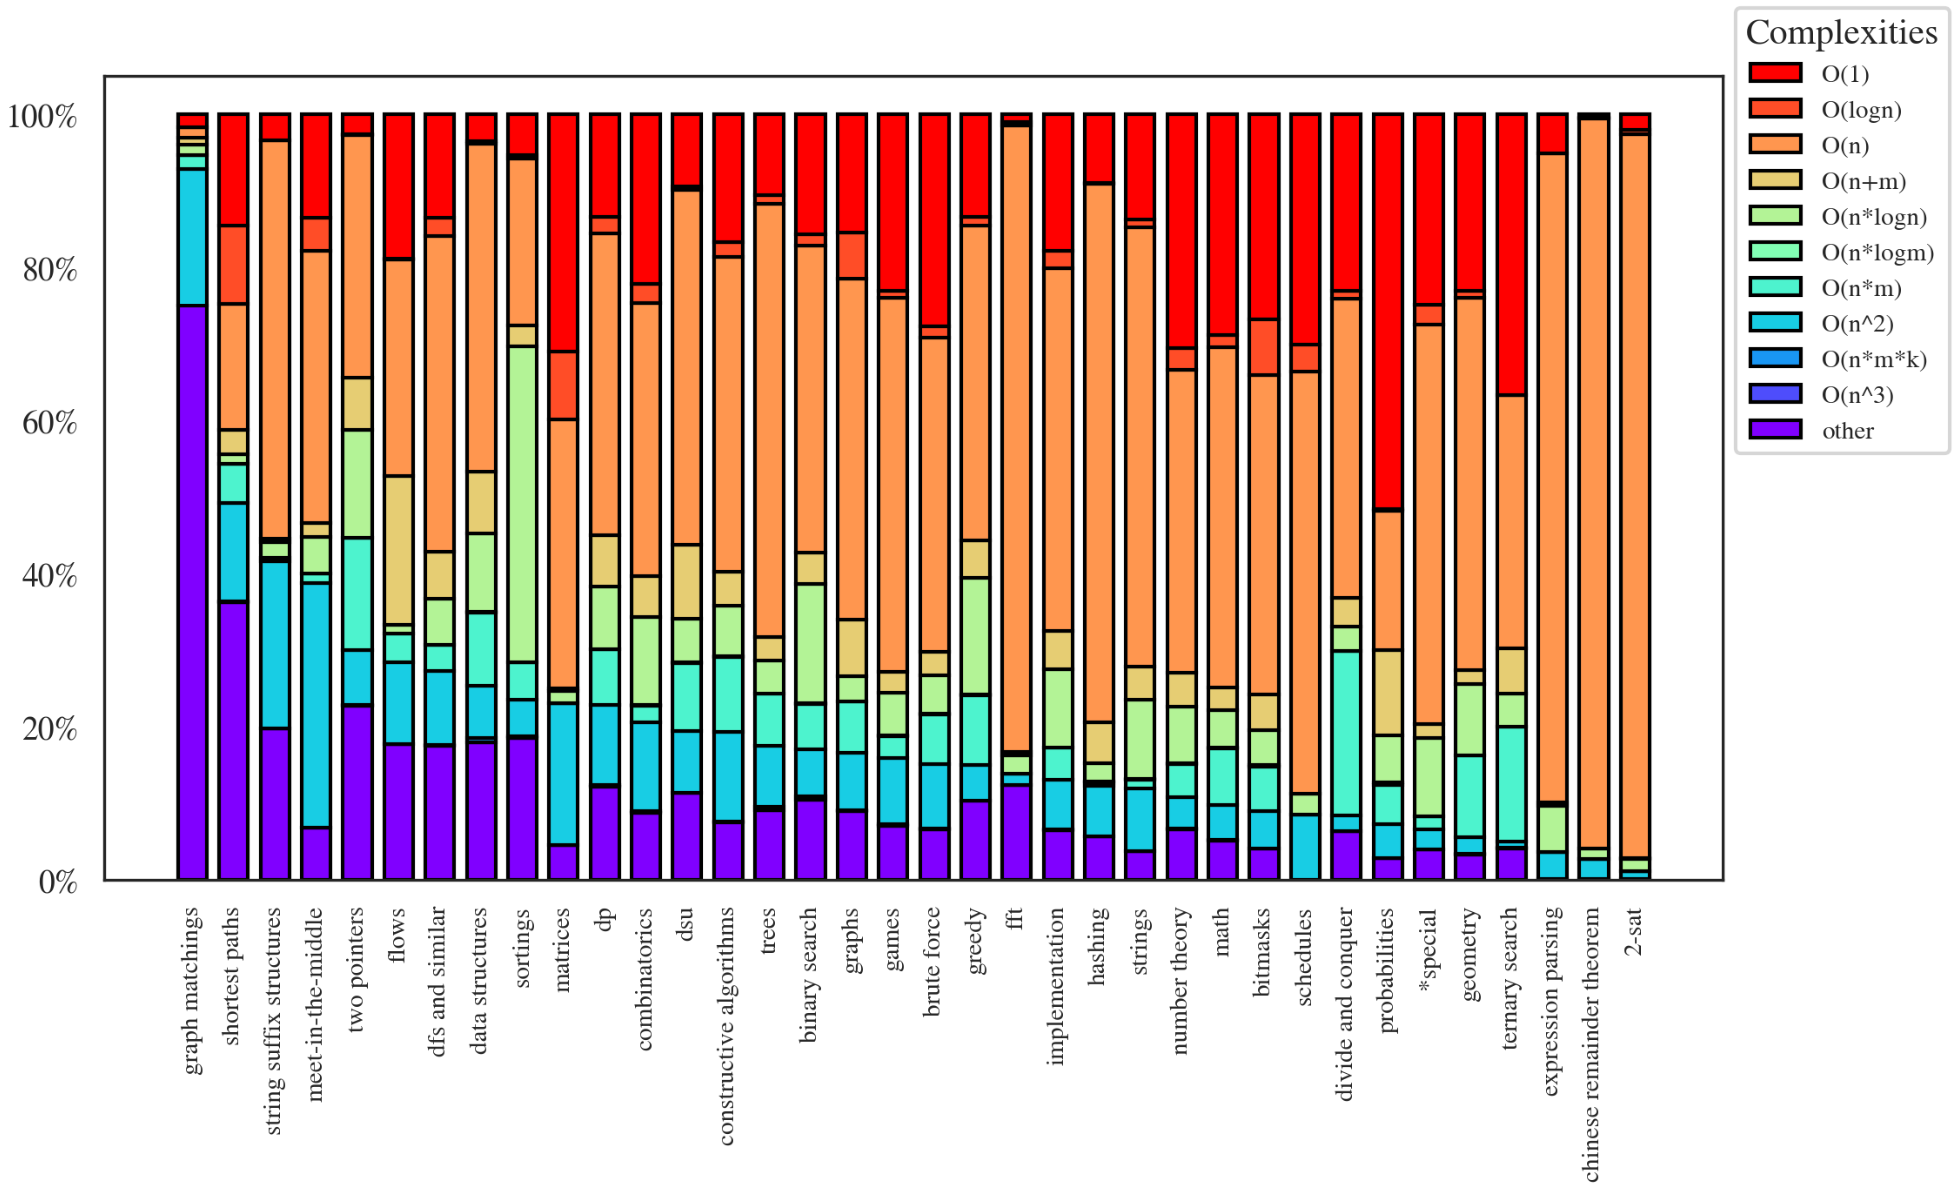 Complexities
O(1)
O(logn)
O(n)
O(n+m)
O(n*logn)
O(n*logm)
O(n*m)
O(n^2)
O(n*m*k)
O(n^3)
other
100%
80%
60%
40%
20%
0%
graph matchings
shortest paths
string suffix structures
meet-in-the-middle
two pointers
flows
dfs and similar
data structures
sortings
matrices
dp
combinatorics
dsu
constructive algorithms
trees
binary search
graphs
games
brute force
greedy
fft
implementation
hashing
strings
number theory
math
bitmasks
schedules
divide and conquer
probabilities
*special
geometry
ternary search
expression parsing
chinese remainder theorem
2-sat